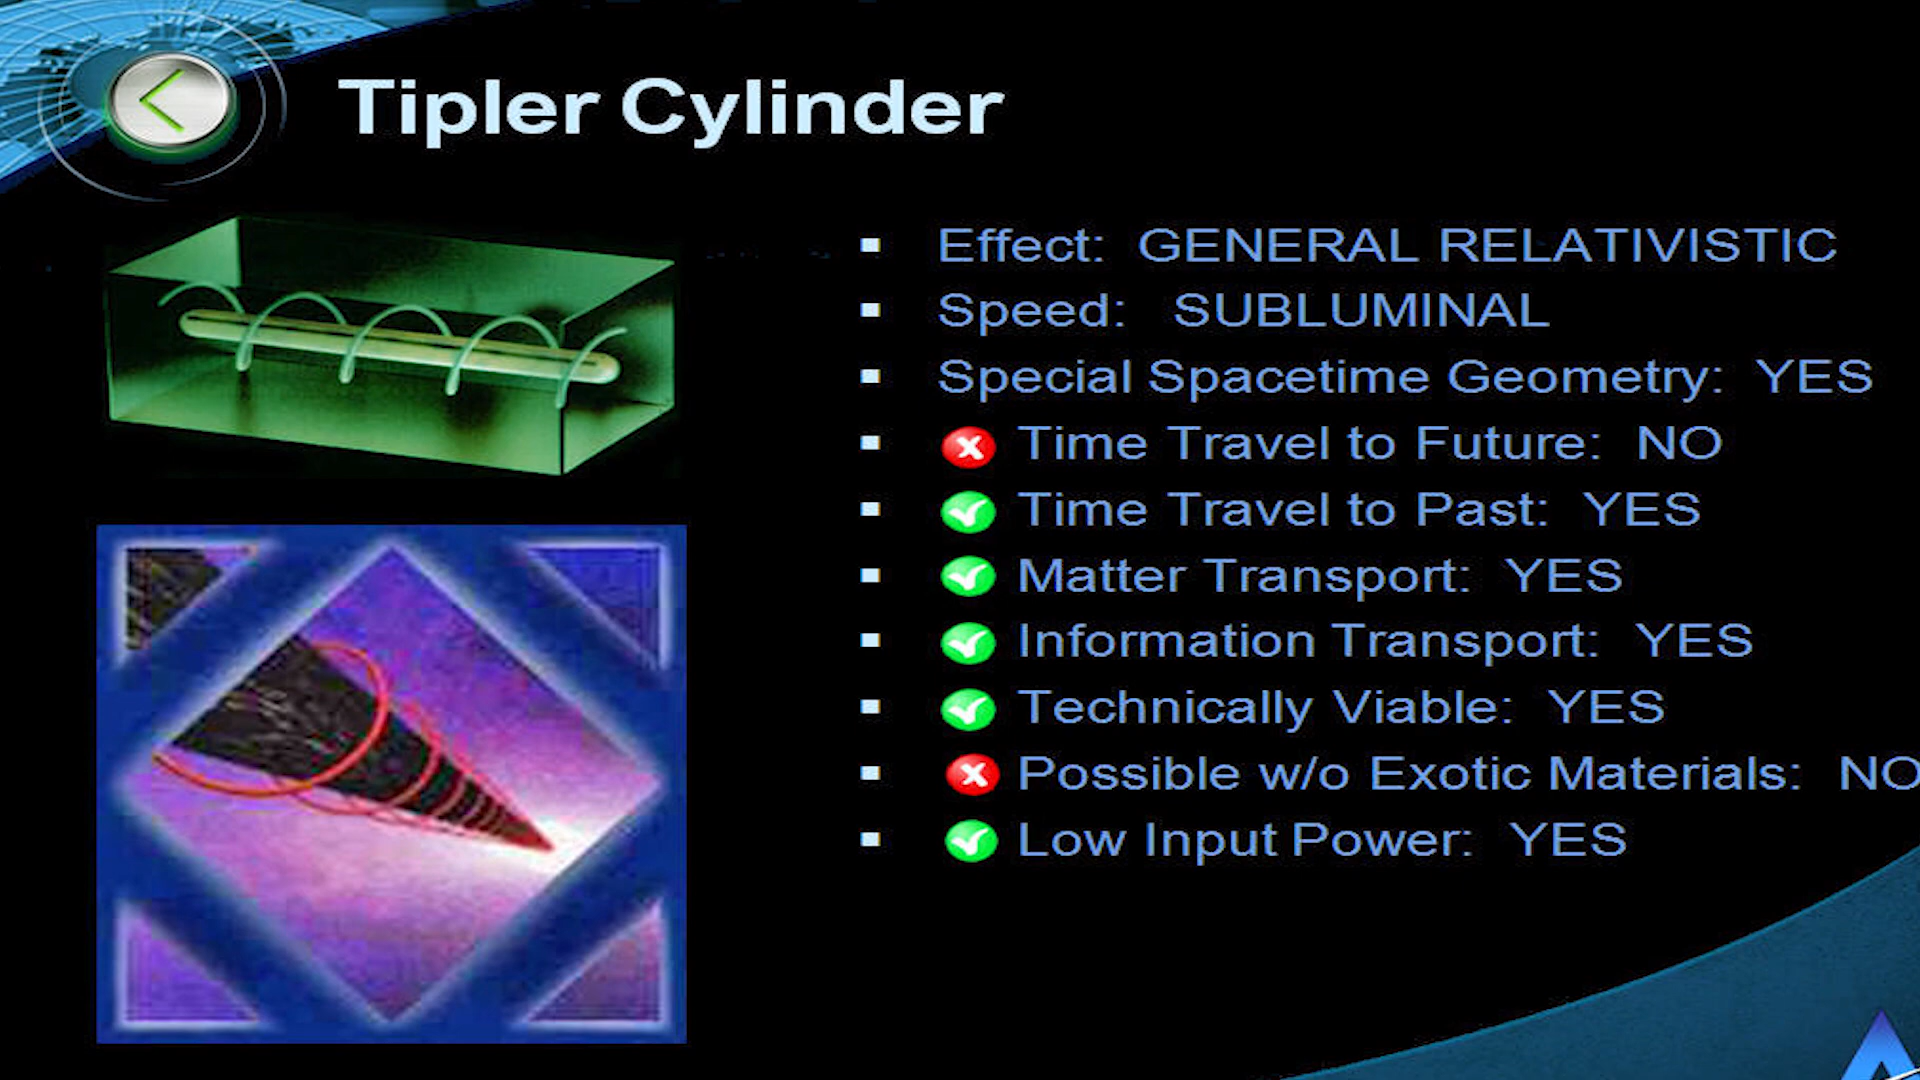 Tipler Cylinder
Effect: GENERAL RELATIVISTIC
Speed: SUBLUMINAL
Special Spacetime Geometry: YES
Time Travel to Future: NO
Time Travel to Past: YES
Matter Transport: YES
Information Transport: YES
Technically Viable: YES
Possible w/o Exotic Materials: NO
Low Input Power: YES